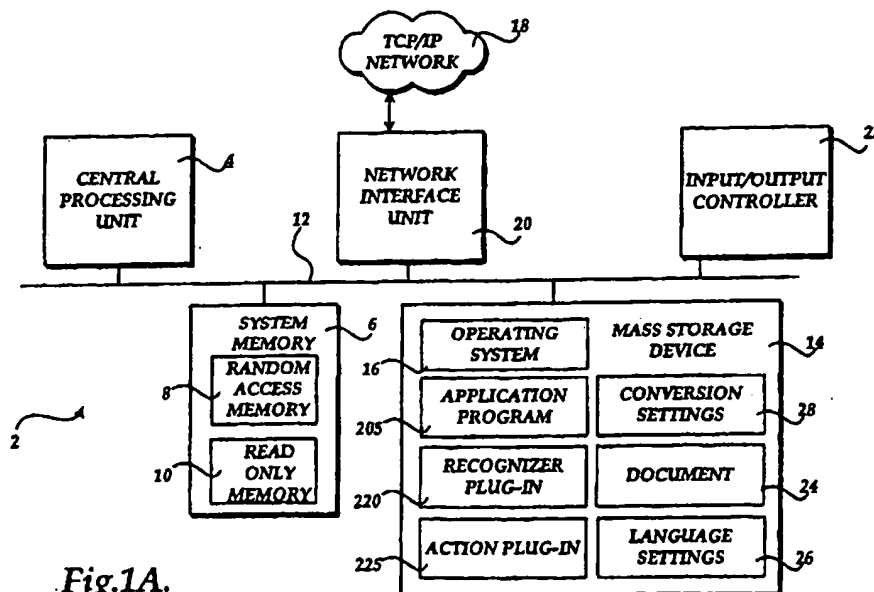 TCP/IP
NETWORK
18
CENTRAL
PROCESSING
UNIT
4
NETWORK
INTERFACE
UNIT
20
INPUT/OUTPUT
CONTROLLER
12
SYSTEM
MEMORY
6
RANDOM
ACCESS
MEMORY
8
READ
ONLY
MEMORY
10
2
OPERATING
SYSTEM
16
MASS STORAGE
DEVICE
14
APPLICATION
PROGRAM
205
CONVERSION
SETTINGS
28
RECOGNIZER
PLUG-IN
220
DOCUMENT
24
ACTION PLUG-IN
225
LANGUAGE
SETTINGS
26
Fig.1A.